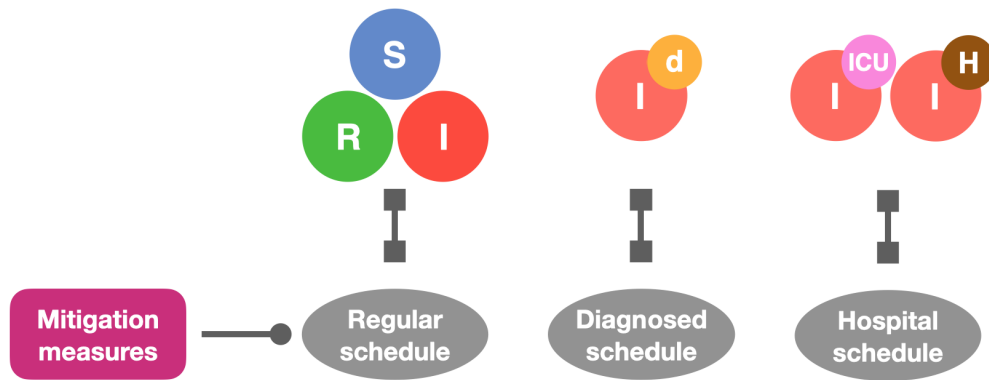 S
R
I
I
d
I
ICU
I
H
Mitigation
measures
Regular
schedule
Diagnosed
schedule
Hospital
schedule